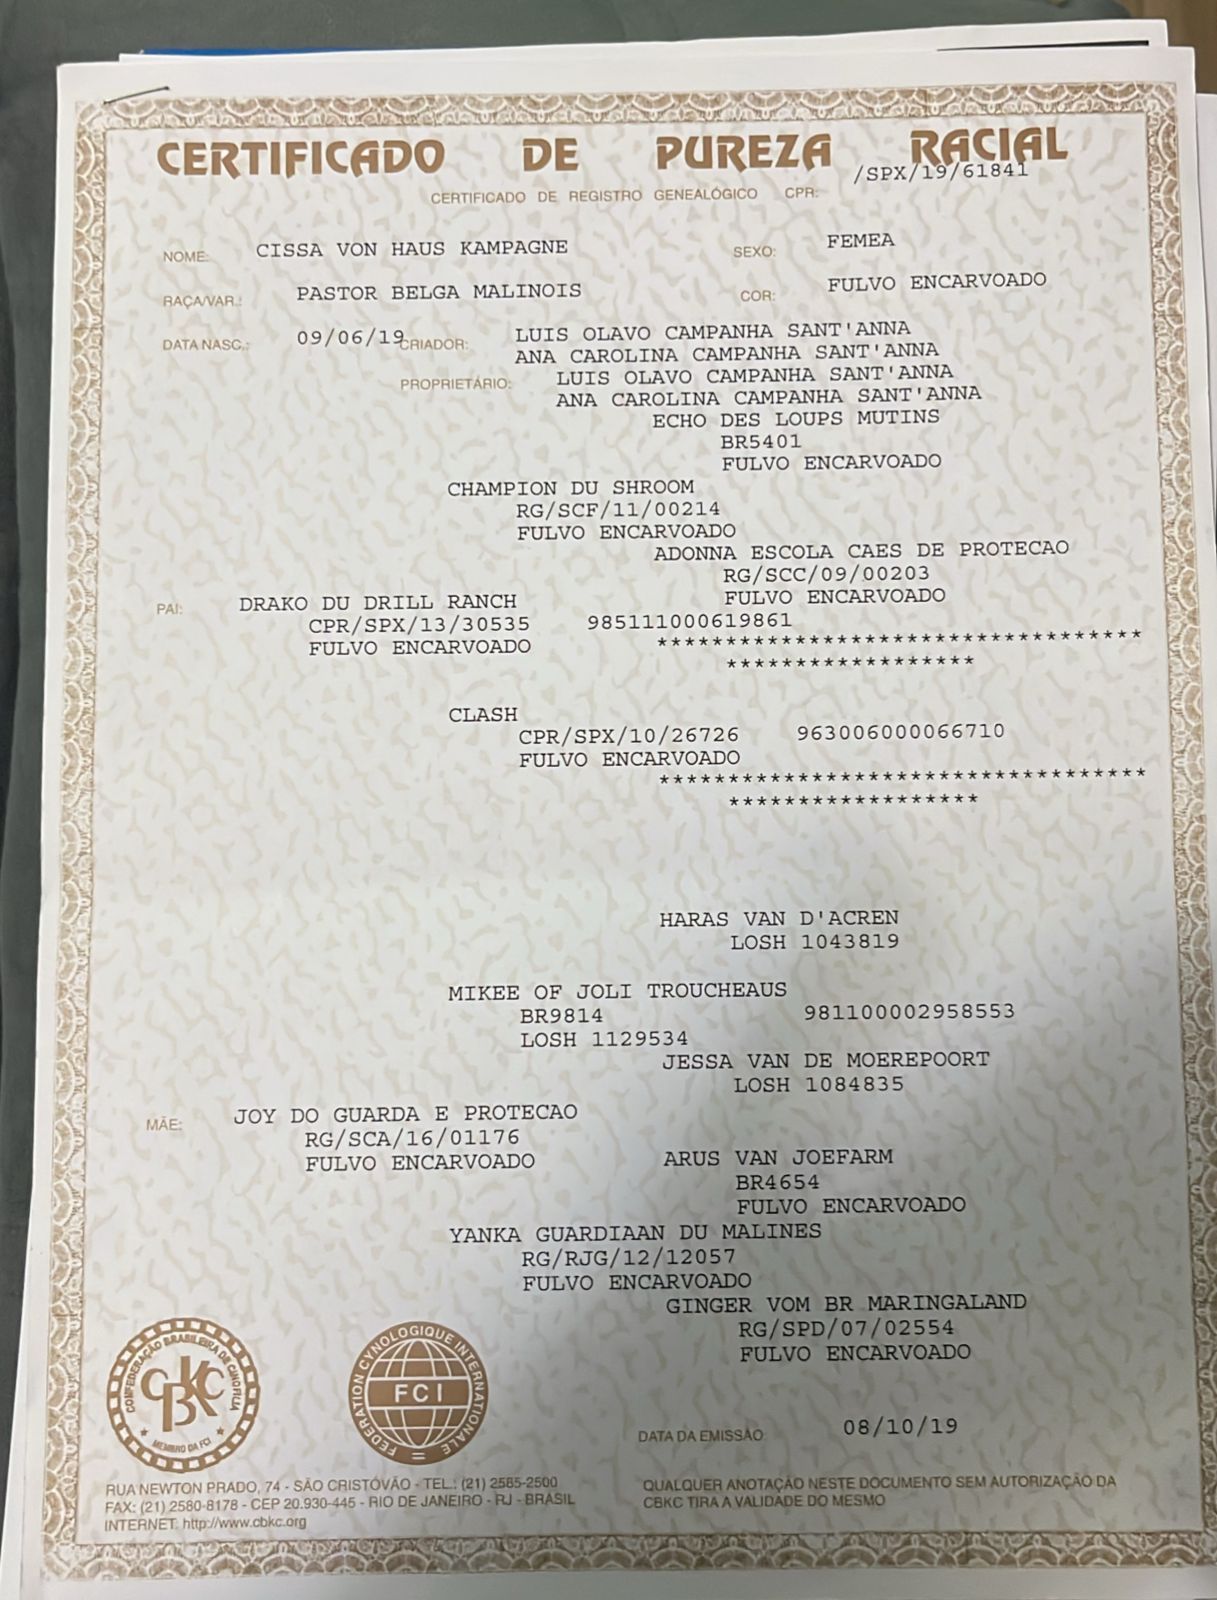 CERTIFICADO DE PUREZA RACIAL
/SPX/19/61841
CERTIFICADO DE REGISTRO GENEALÓGICO CPR:
NOME: CISSA VON HAUS KAMPAGNE SEXO: FEMEA
RAÇA/VAR.: PASTOR BELGA MALINOIS COR: FULVO ENCARVOADO
DATA NASC.: 09/06/19 CRIADOR: LUIS OLAVO CAMPANHA SANT'ANNA
ANA CAROLINA CAMPANHA SANT'ANNA
PROPRIETÁRIO: LUIS OLAVO CAMPANHA SANT'ANNA
ANA CAROLINA CAMPANHA SANT'ANNA
ECHO DES LOUPS MUTINS
BR5401
FULVO ENCARVOADO
CHAMPION DU SHROOM
RG/SCF/11/00214
FULVO ENCARVOADO
ADONNA ESCOLA CAES DE PROTECAO
RG/SCC/09/00203
FULVO ENCARVOADO
PAI: DRAKO DU DRILL RANCH
CPR/SPX/13/30535 985111000619861
FULVO ENCARVOADO
***********************************
******************
CLASH
CPR/SPX/10/26726 963006000066710
FULVO ENCARVOADO
***********************************
******************
HARAS VAN D'ACREN
LOSH 1043819
MIKEE OF JOLI TROUCHEAUS
BR9814 981100002958553
LOSH 1129534
JESSA VAN DE MOEREPOORT
LOSH 1084835
MÃE: JOY DO GUARDA E PROTECAO
RG/SCA/16/01176
FULVO ENCARVOADO
ARUS VAN JOEFARM
BR4654
FULVO ENCARVOADO
YANKA GUARDIAAN DU MALINES
RG/RJG/12/12057
FULVO ENCARVOADO
GINGER VOM BR MARINGALAND
RG/SPD/07/02554
FULVO ENCARVOADO
CONFEDERAÇÃO BRASILEIRA DE CINOFILIA
CBKC
MEMBRO DA FCI
FEDERATION CYNOLOGIQUE INTERNATIONALE
FCI
DATA DA EMISSÃO: 08/10/19
RUA NEWTON PRADO, 74 - SÃO CRISTÓVÃO - TEL.: (21) 2585-2500
FAX: (21) 2580-8178 - CEP 20.930-445 - RIO DE JANEIRO - RJ - BRASIL
INTERNET: http://www.cbkc.org
QUALQUER ANOTAÇÃO NESTE DOCUMENTO SEM AUTORIZAÇÃO DA
CBKC TIRA A VALIDADE DO MESMO